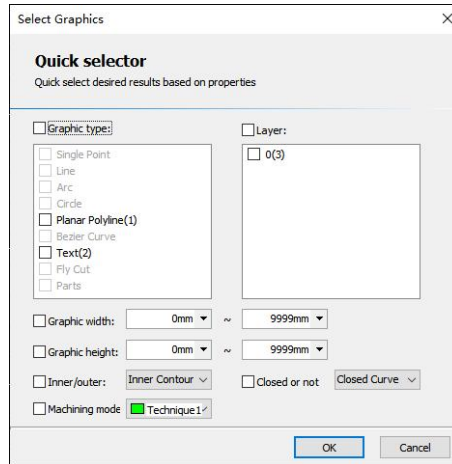 Select Graphics
Quick selector
Quick select desired results based on properties
Graphic type:
Single Point
Line
Arc
Circle
Planar Polyline(1)
Bezier Curve
Text(2)
Fly Cut
Parts
Layer:
0(3)
Graphic width: 0mm ~ 9999mm
Graphic height: 0mm ~ 9999mm
Inner/outer: Inner Contour Closed or not Closed Curve
Machining mode Technique1
OK Cancel